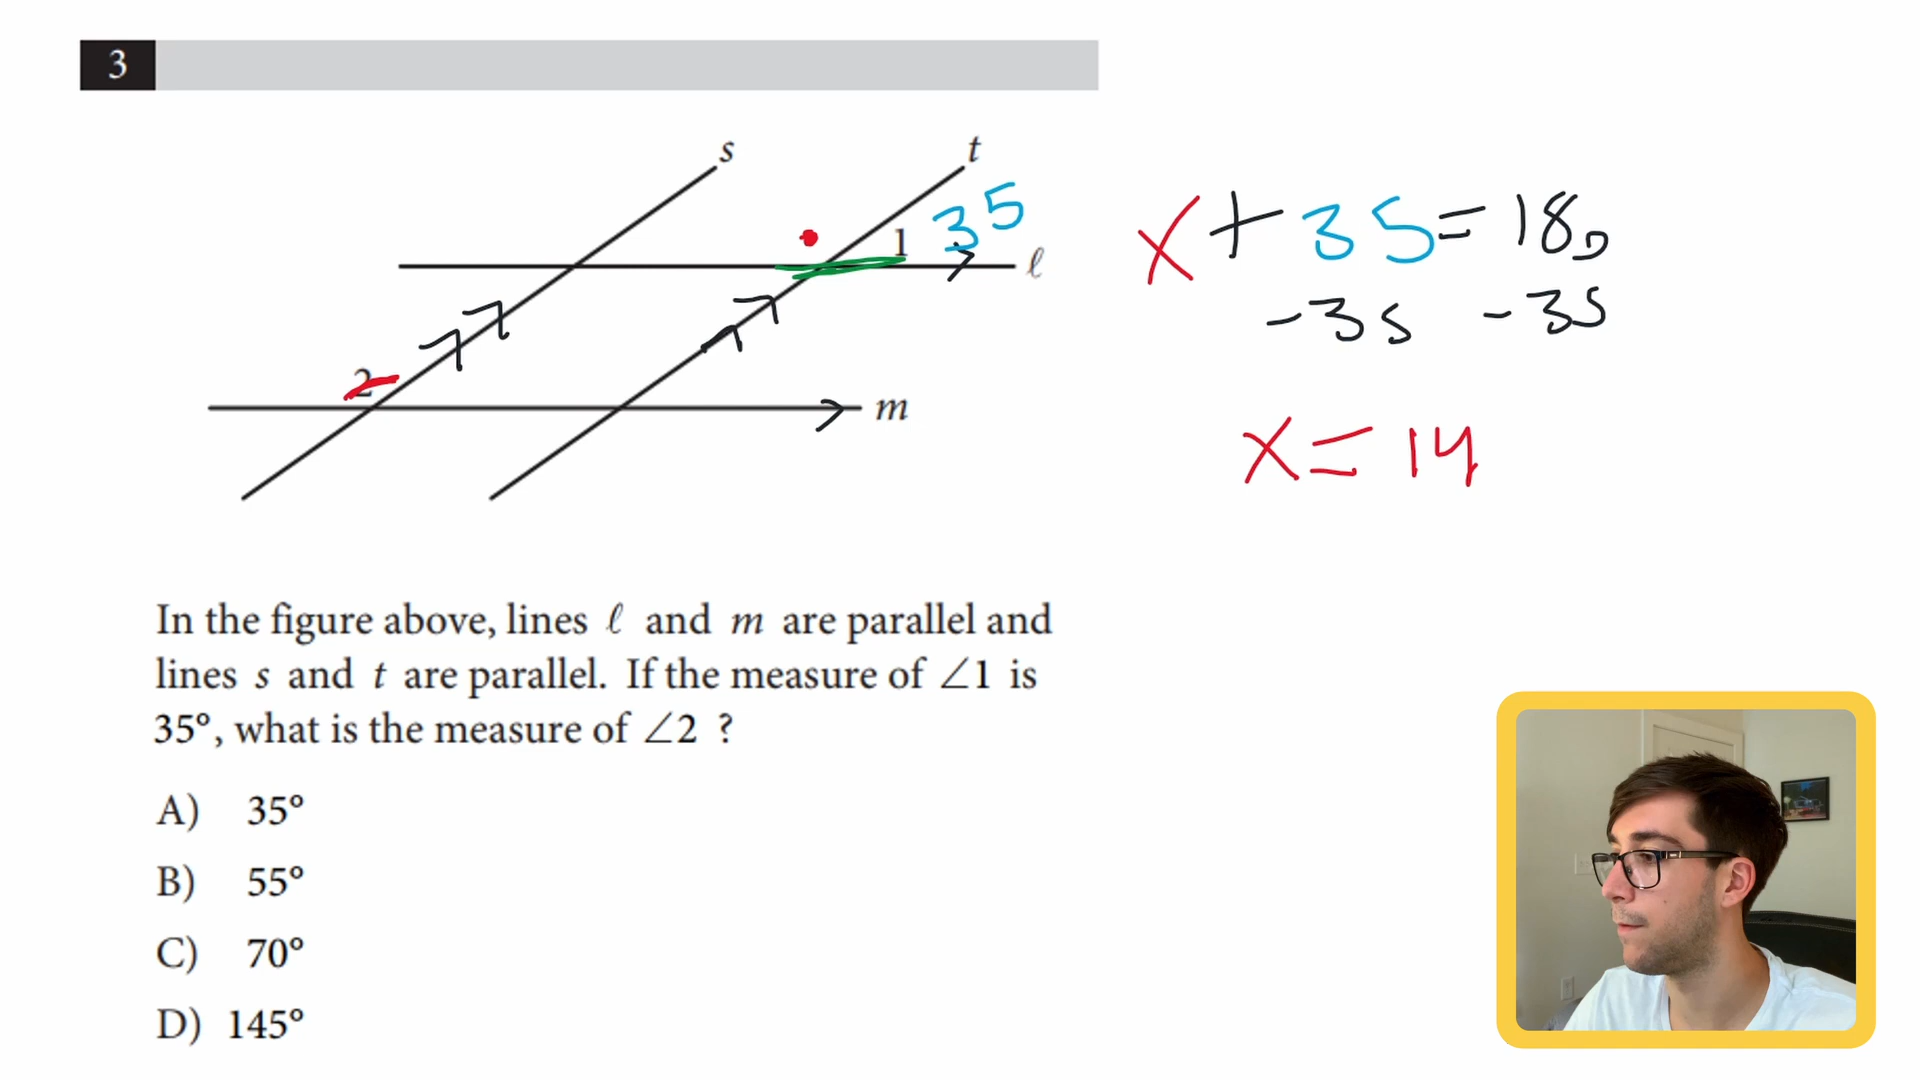 3
s
t
35
1
ℓ
2
m
x + 35 = 180
-35 -35
x = 14
In the figure above, lines ℓ and m are parallel and
lines s and t are parallel. If the measure of ∠1 is
35°, what is the measure of ∠2 ?
A) 35°
B) 55°
C) 70°
D) 145°